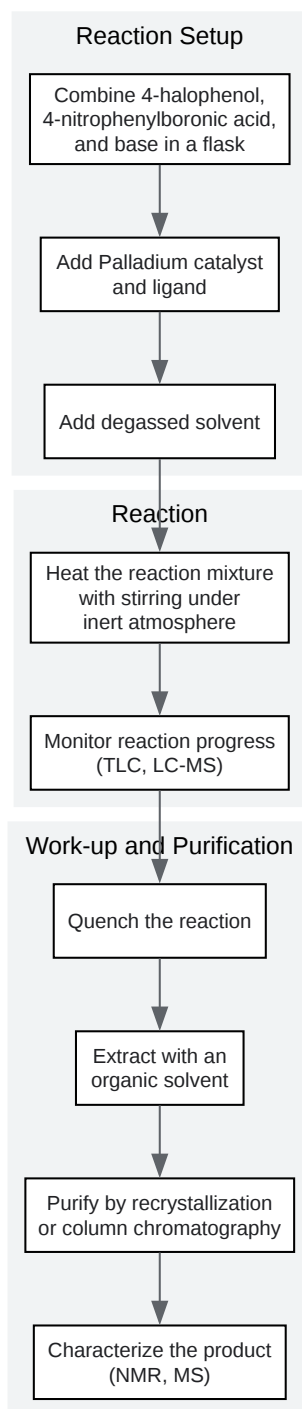 Reaction Setup
Combine 4-halophenol,
4-nitrophenylboronic acid,
and base in a flask
Add Palladium catalyst
and ligand
Add degassed solvent
Reaction
Heat the reaction mixture
with stirring under
inert atmosphere
Monitor reaction progress
(TLC, LC-MS)
Work-up and Purification
Quench the reaction
Extract with an
organic solvent
Purify by recrystallization
or column chromatography
Characterize the product
(NMR, MS)